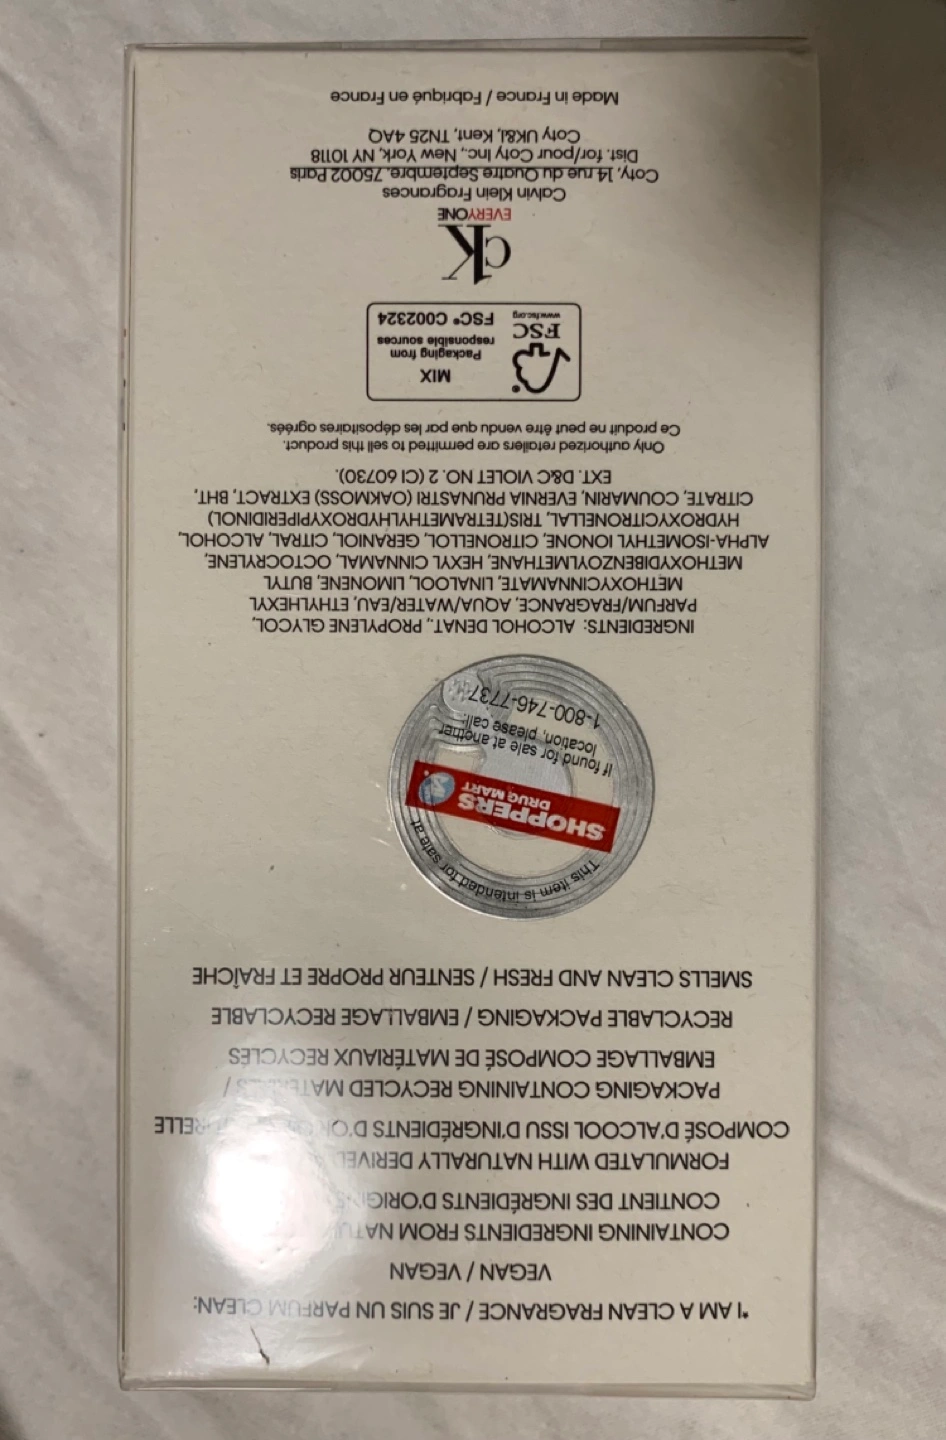 *I AM A CLEAN FRAGRANCE / JE SUIS UN PARFUM CLEAN:
VEGAN / VEGAN
CONTAINING INGREDIENTS FROM
CONTIENT DES INGRÉDIENTS
FORMULATED WITH NATURALLY
COMPOSÉ D'ALCOOL ISSU D'INGRÉDIENTS
PACKAGING CONTAINING RECYCLED /
EMBALLAGE COMPOSÉ DE MATÉRIAUX RECYCLÉS
RECYCLABLE PACKAGING / EMBALLAGE RECYCLABLE
SMELLS CLEAN AND FRESH / SENTEUR PROPRE ET FRAÎCHE
This item is intended for sale at
SHOPPERS
DRUG MART
If found for sale at another
location, please call:
1-800-746-7737
INGREDIENTS: ALCOHOL DENAT., PROPYLENE GLYCOL,
PARFUM/FRAGRANCE, AQUA/WATER/EAU, ETHYLHEXYL
METHOXYCINNAMATE, LINALOOL, LIMONENE, BUTYL
METHOXYDIBENZOYLMETHANE, HEXYL CINNAMAL, OCTOCRYLENE,
ALPHA-ISOMETHYL IONONE, CITRONELLOL, GERANIOL, CITRAL, ALCOHOL,
HYDROXYCITRONELLAL, TRIS(TETRAMETHYLHYDROXYPIPERIDINOL)
CITRATE, COUMARIN, EVERNIA PRUNASTRI (OAKMOSS) EXTRACT, BHT,
EXT. D&C VIOLET NO. 2 (CI 60730).
Only authorized retailers are permitted to sell this product.
Ce produit ne peut être vendu que par les dépositaires agréés.
MIX
Packaging from
responsible sources
FSC® C002324
FSC
www.fsc.org
cK
EVERYONE
Calvin Klein Fragrances
Coty, 14 rue du Quatre Septembre, 75002 Paris
Dist. for/pour Coty Inc., New York, NY 10118
Coty UK&I, Kent, TN25 4AQ
Made in France / Fabriqué en France